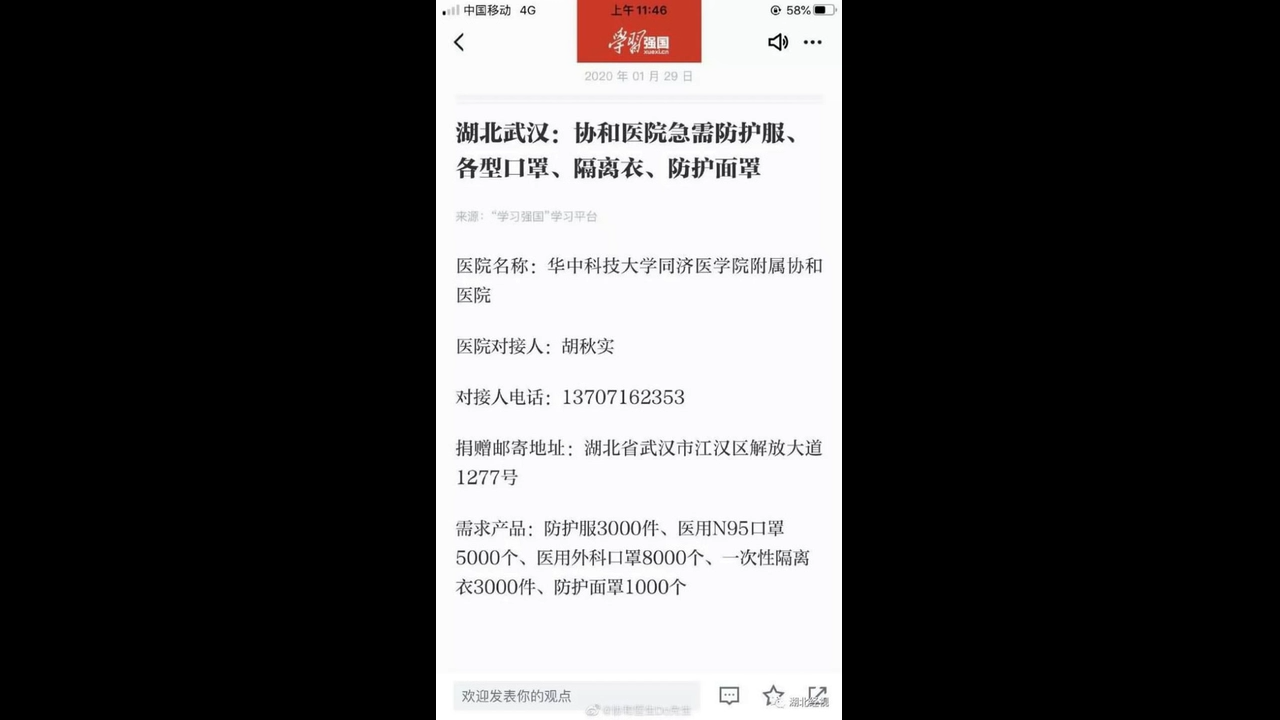 中国移动 4G 上午11:46 58%
学习强国
xuexi.cn
2020 年 01 月 29 日
湖北武汉：协和医院急需防护服、
各型口罩、隔离衣、防护面罩
来源：“学习强国”学习平台
医院名称：华中科技大学同济医学院附属协和
医院
医院对接人：胡秋实
对接人电话：13707162353
捐赠邮寄地址：湖北省武汉市江汉区解放大道
1277号
需求产品：防护服3000件、医用N95口罩
5000个、医用外科口罩8000个、一次性隔离
衣3000件、防护面罩1000个
欢迎发表你的观点
湖北经视